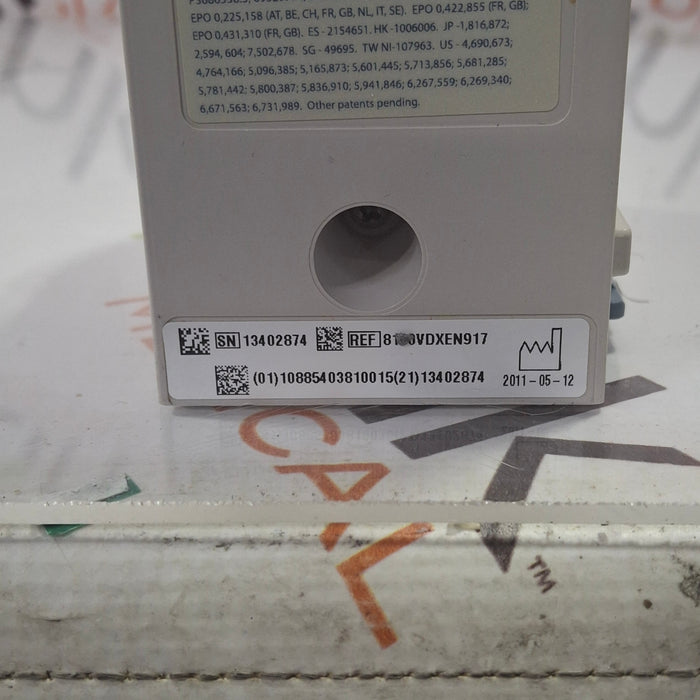 EPO 0,225,158 (AT, BE, CH, FR, GB, NL, IT, SE). EPO 0,422,855 (FR, GB).
EPO 0,431,310 (FR, GB). ES - 2154651. HK - 1006006. JP -1,816,872;
2,594, 604; 7,502,678. SG - 49695. TW NI-107963. US - 4,690,673;
4,764,166; 5,096,385; 5,165,873; 5,601,445; 5,713,856; 5,681,285;
5,781,442: 5,800,387; 5,836,910; 5,941,846; 6,267,559; 6,269,340;
6,671,563; 6,731,989. Other patents pending.
SN 13402874 REF
(01)10885403810015(21)13402874
2011-05-12
CAL
TM